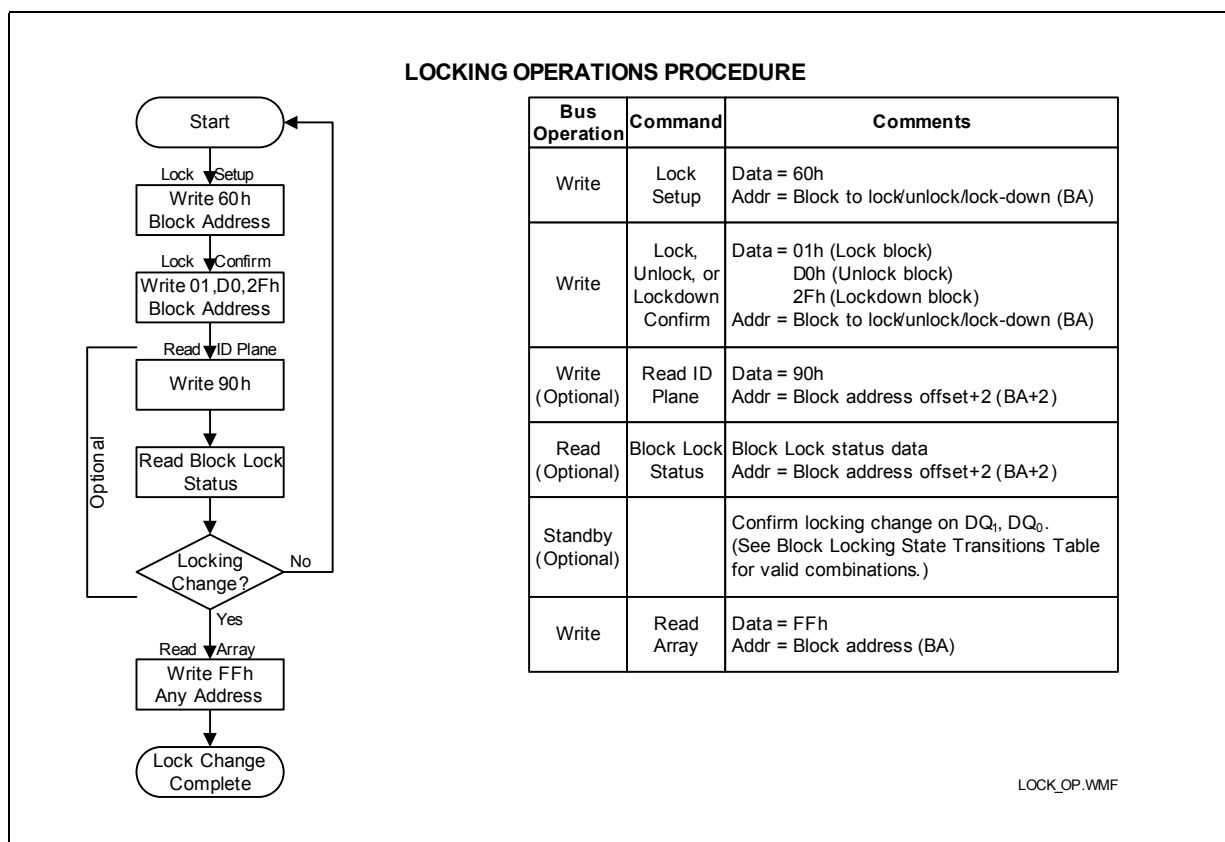 LOCKING OPERATIONS PROCEDURE
Start
Lock Setup
Write 60h
Block Address
Lock Confirm
Write 01,D0,2Fh
Block Address
Read ID Plane
Write 90h
Optional
Read Block Lock
Status
Locking
Change?
No
Yes
Read Array
Write FFh
Any Address
Lock Change
Complete
Bus
Operation
Command
Comments
Write
Lock
Setup
Data = 60h
Addr = Block to lock/unlock/lock-down (BA)
Write
Lock,
Unlock, or
Lockdown
Confirm
Data = 01h (Lock block)
D0h (Unlock block)
2Fh (Lockdown block)
Addr = Block to lock/unlock/lock-down (BA)
Write
(Optional)
Read ID
Plane
Data = 90h
Addr = Block address offset+2 (BA+2)
Read
(Optional)
Block Lock
Status
Block Lock status data
Addr = Block address offset+2 (BA+2)
Standby
(Optional)
Confirm locking change on DQ₁, DQ₀.
(See Block Locking State Transitions Table
for valid combinations.)
Write
Read
Array
Data = FFh
Addr = Block address (BA)
LOCK_OP.WMF